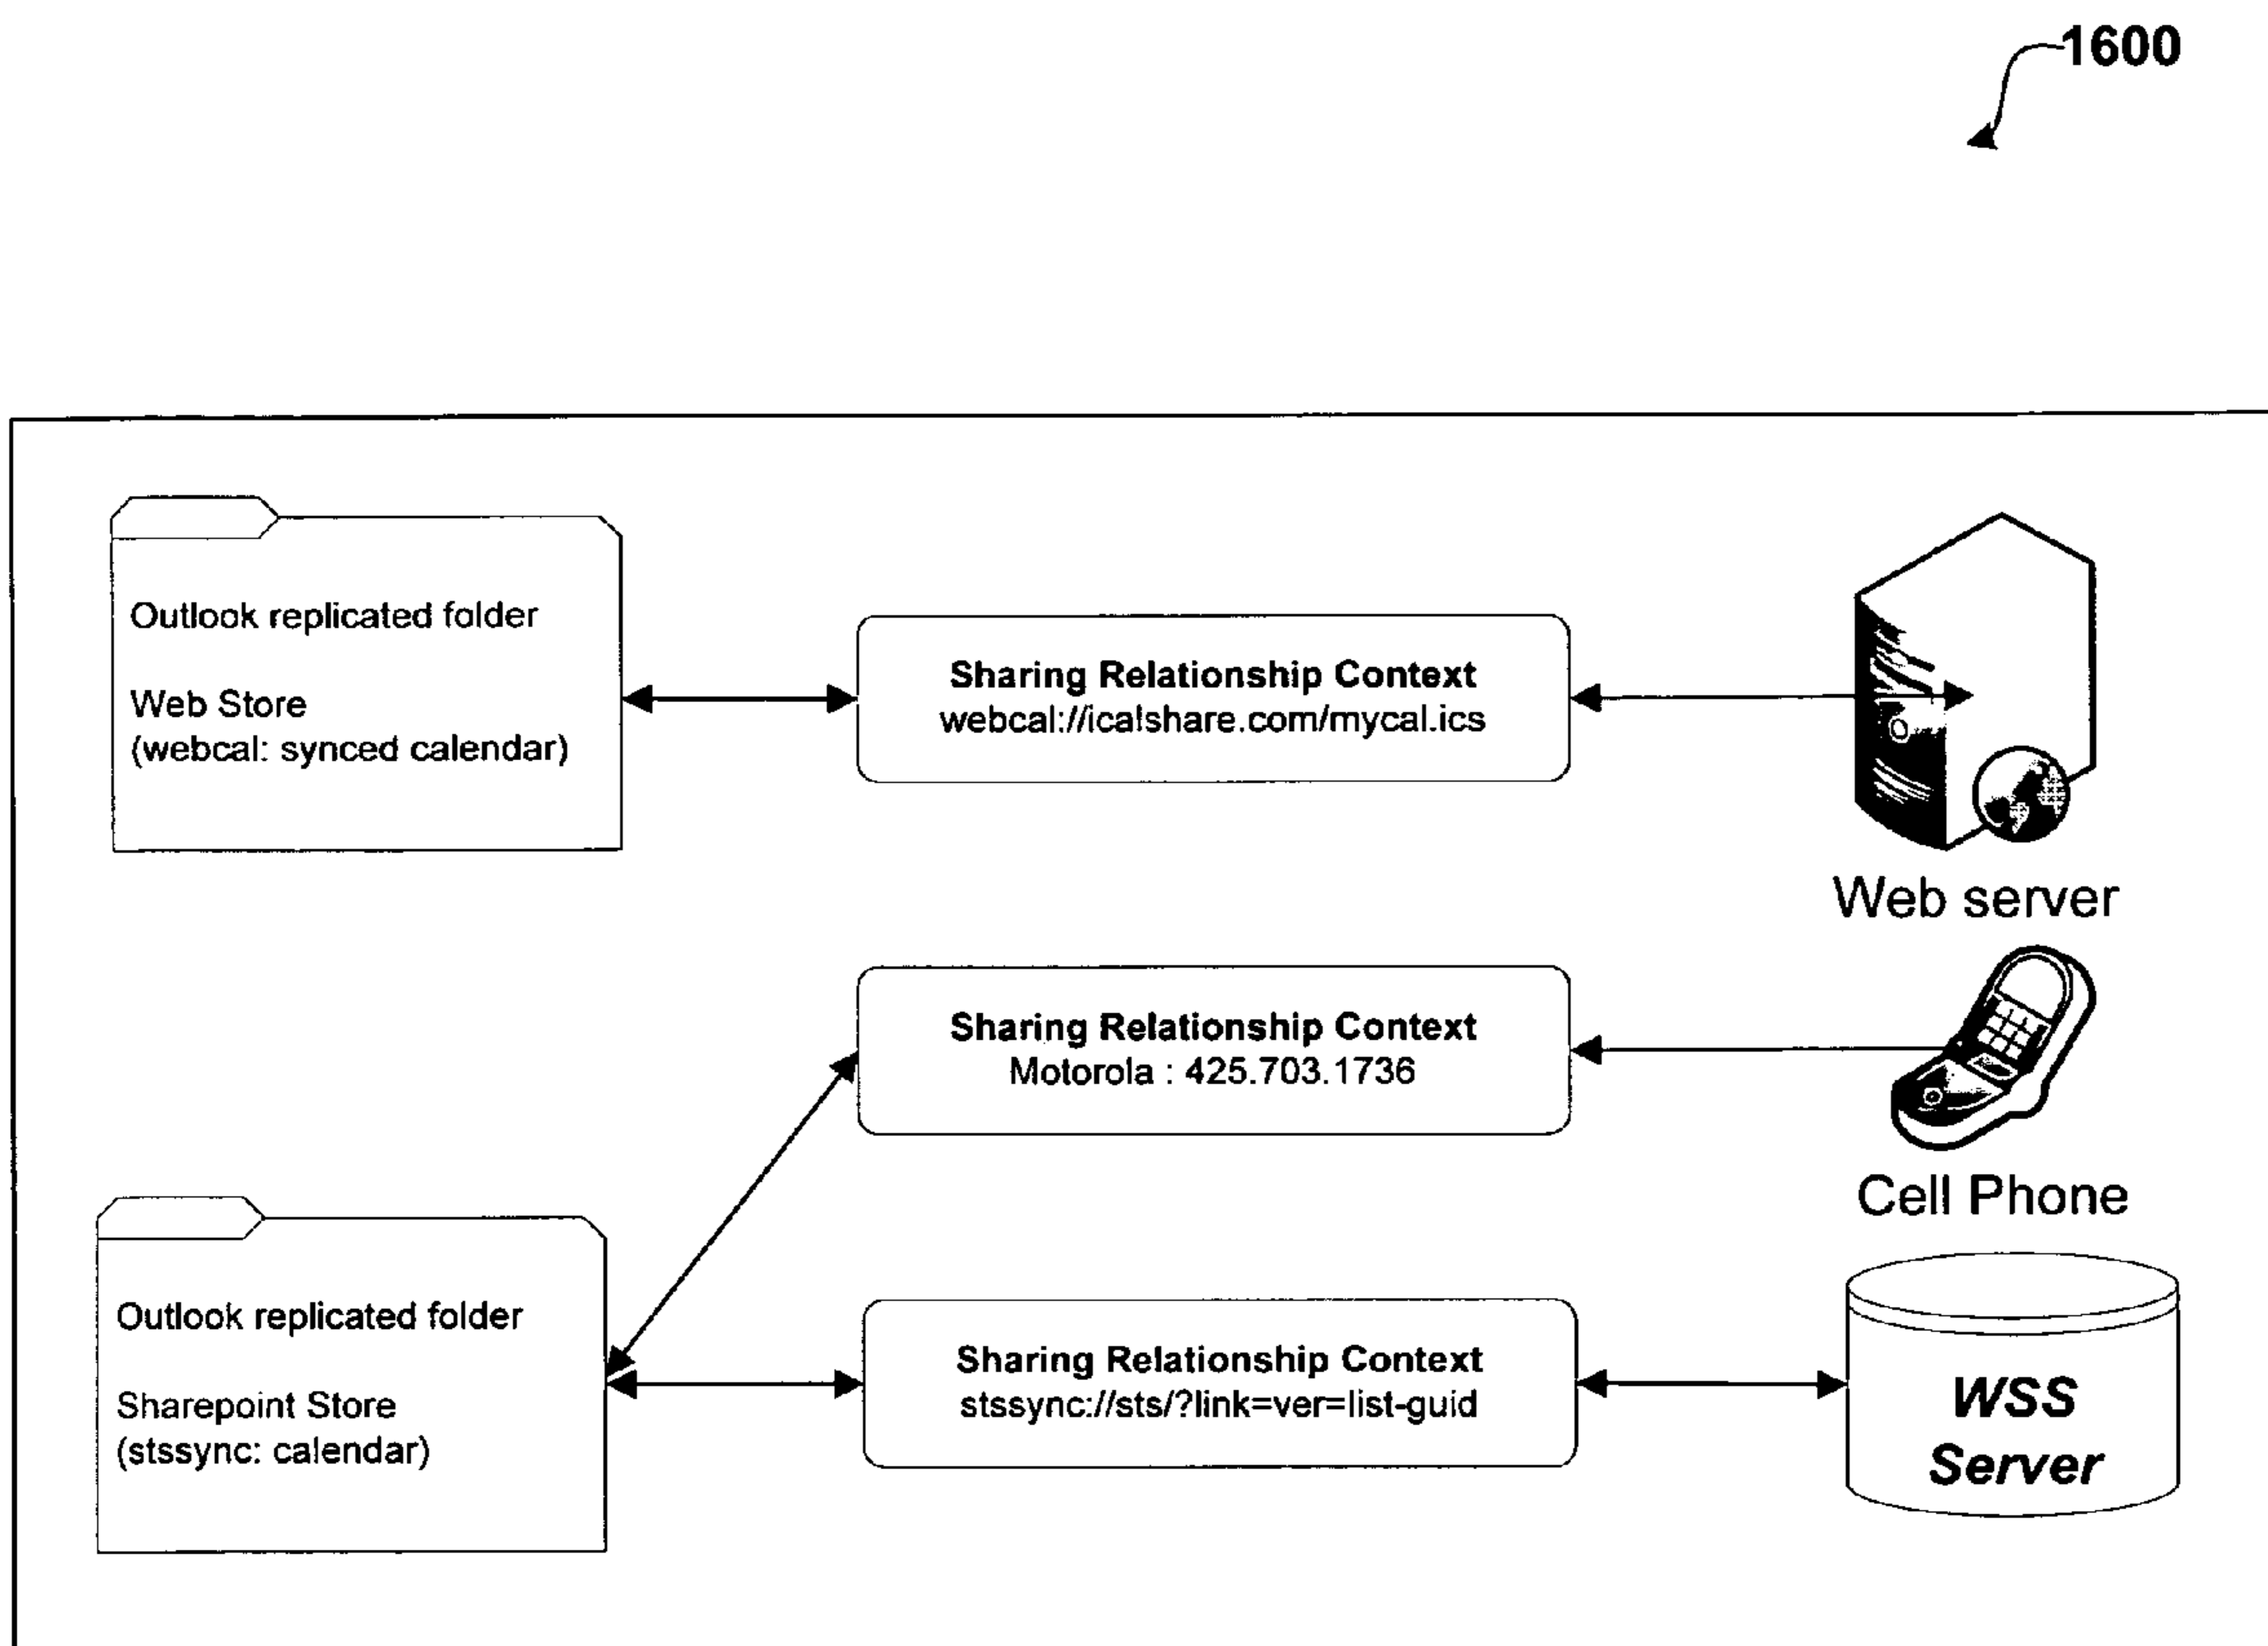 1600
Outlook replicated folder
Web Store
(webcal: synced calendar)
Sharing Relationship Context
webcal://icalshare.com/mycal.ics
Web server
Sharing Relationship Context
Motorola : 425.703.1736
Cell Phone
Outlook replicated folder
Sharepoint Store
(stssync: calendar)
Sharing Relationship Context
stssync://sts/?link=ver=list-guid
WSS
Server